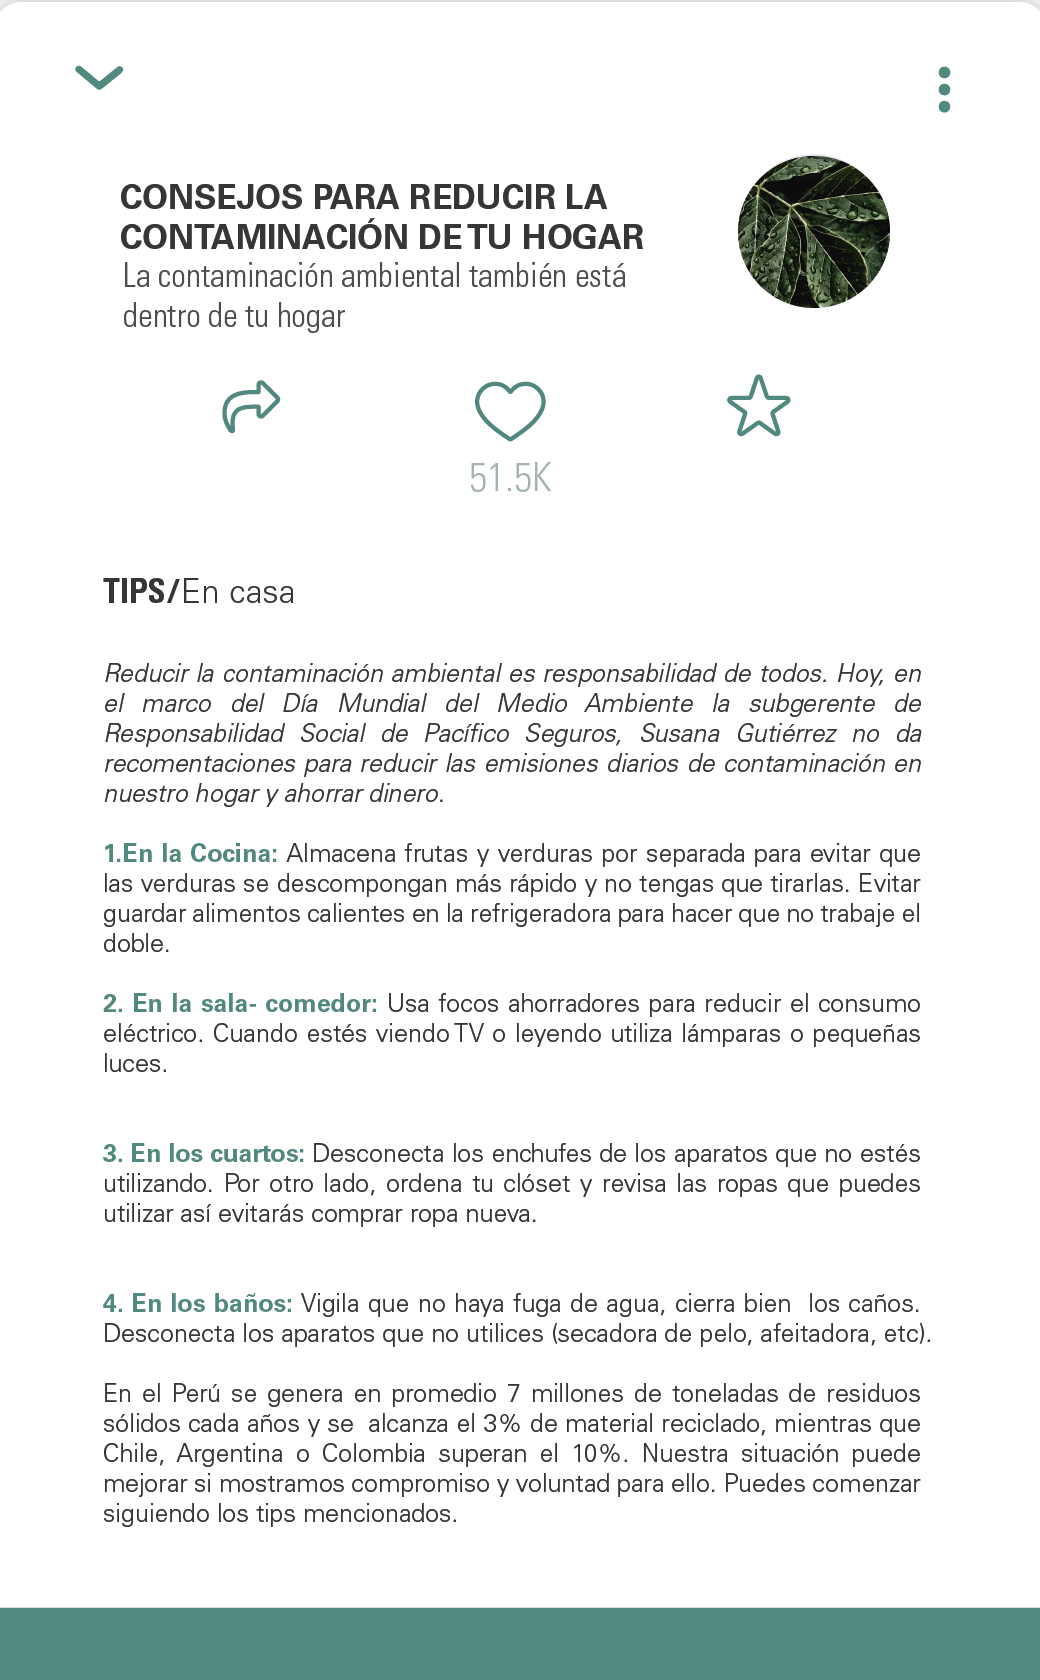 CONSEJOS PARA REDUCIR LA
CONTAMINACIÓN DE TU HOGAR
La contaminación ambiental también está
dentro de tu hogar
51.5K
TIPS/En casa
Reducir la contaminación ambiental es responsabilidad de todos. Hoy, en
el marco del Día Mundial del Medio Ambiente la subgerente de
Responsabilidad Social de Pacífico Seguros, Susana Gutiérrez no da
recomentaciones para reducir las emisiones diarios de contaminación en
nuestro hogar y ahorrar dinero.
1.En la Cocina: Almacena frutas y verduras por separada para evitar que
las verduras se descompongan más rápido y no tengas que tirarlas. Evitar
guardar alimentos calientes en la refrigeradora para hacer que no trabaje el
doble.
2. En la sala- comedor: Usa focos ahorradores para reducir el consumo
eléctrico. Cuando estés viendo TV o leyendo utiliza lámparas o pequeñas
luces.
3. En los cuartos: Desconecta los enchufes de los aparatos que no estés
utilizando. Por otro lado, ordena tu clóset y revisa las ropas que puedes
utilizar así evitarás comprar ropa nueva.
4. En los baños: Vigila que no haya fuga de agua, cierra bien  los caños.
Desconecta los aparatos que no utilices (secadora de pelo, afeitadora, etc).
En el Perú se genera en promedio 7 millones de toneladas de residuos
sólidos cada años y se  alcanza el 3% de material reciclado, mientras que
Chile, Argentina o Colombia superan el 10%. Nuestra situación puede
mejorar si mostramos compromiso y voluntad para ello. Puedes comenzar
siguiendo los tips mencionados.